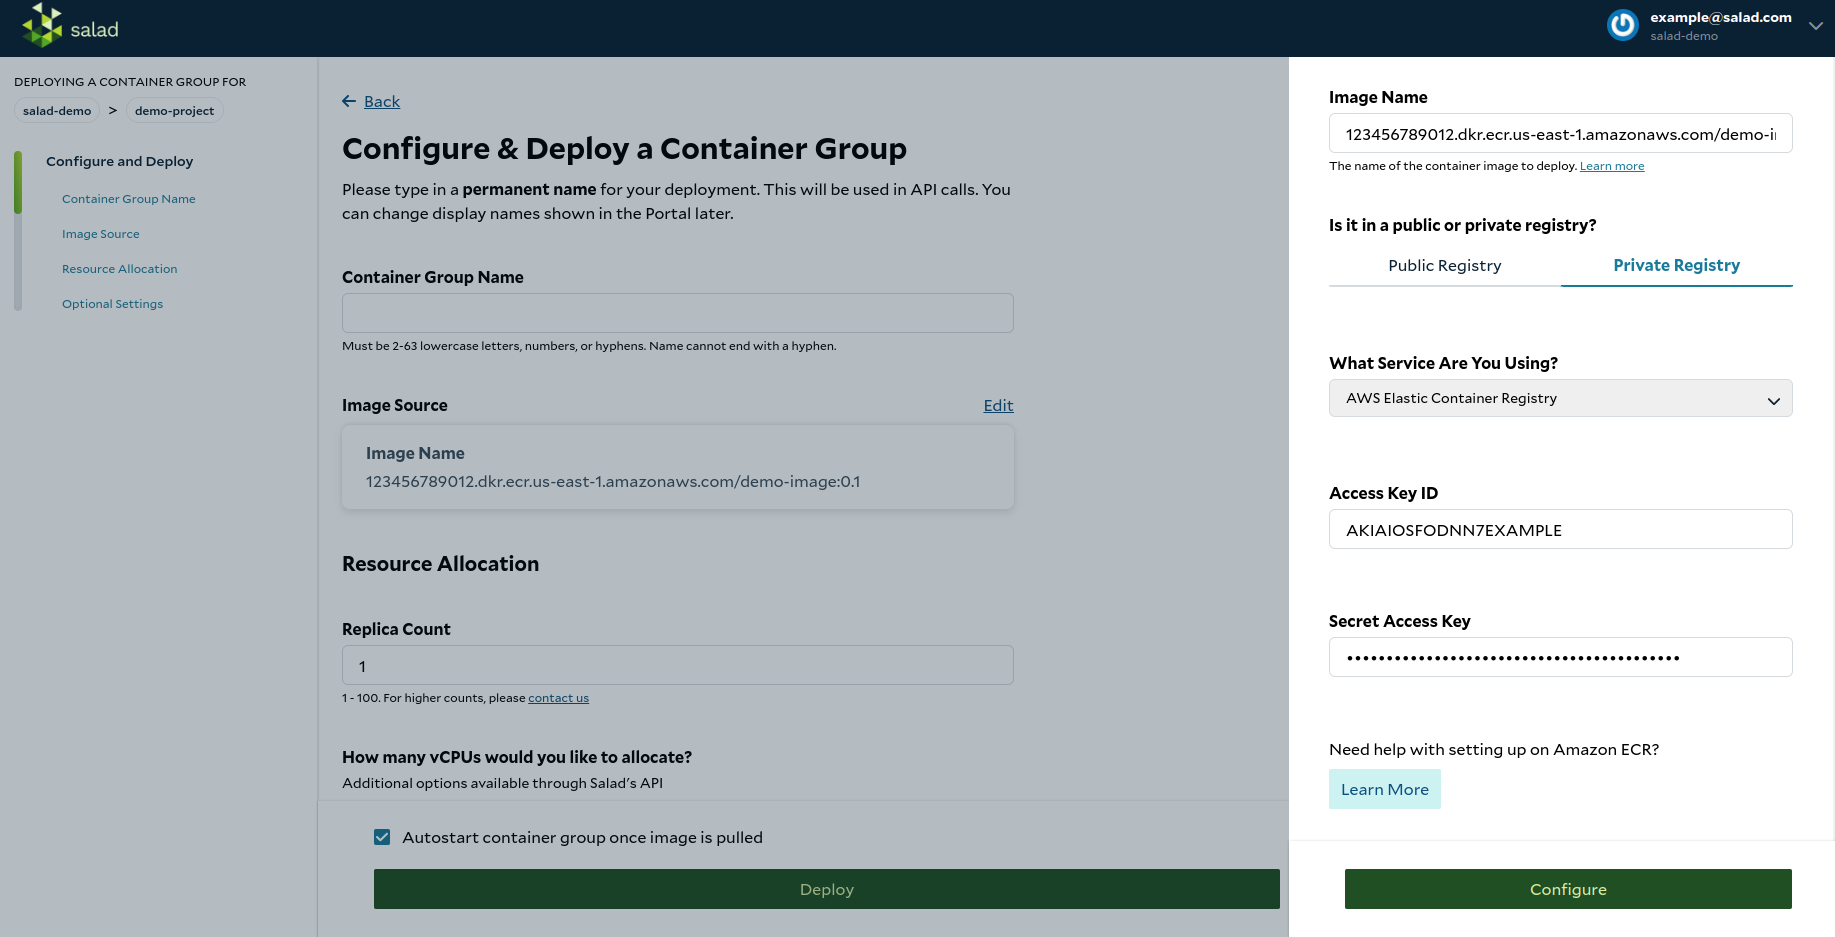 salad
example@salad.com
salad-demo
DEPLOYING A CONTAINER GROUP FOR
salad-demo > demo-project
Configure and Deploy
Container Group Name
Image Source
Resource Allocation
Optional Settings
Back
Configure & Deploy a Container Group
Please type in a permanent name for your deployment. This will be used in API calls. You
can change display names shown in the Portal later.
Container Group Name
Must be 2-63 lowercase letters, numbers, or hyphens. Name cannot end with a hyphen.
Image Source
Edit
Image Name
123456789012.dkr.ecr.us-east-1.amazonaws.com/demo-image:0.1
Resource Allocation
Replica Count
1
1 - 100. For higher counts, please contact us
How many vCPUs would you like to allocate?
Additional options available through Salad's API
Autostart container group once image is pulled
Deploy
Image Name
123456789012.dkr.ecr.us-east-1.amazonaws.com/demo-i
The name of the container image to deploy. Learn more
Is it in a public or private registry?
Public Registry
Private Registry
What Service Are You Using?
AWS Elastic Container Registry
Access Key ID
AKIAIOSFODNN7EXAMPLE
Secret Access Key
Need help with setting up on Amazon ECR?
Learn More
Configure